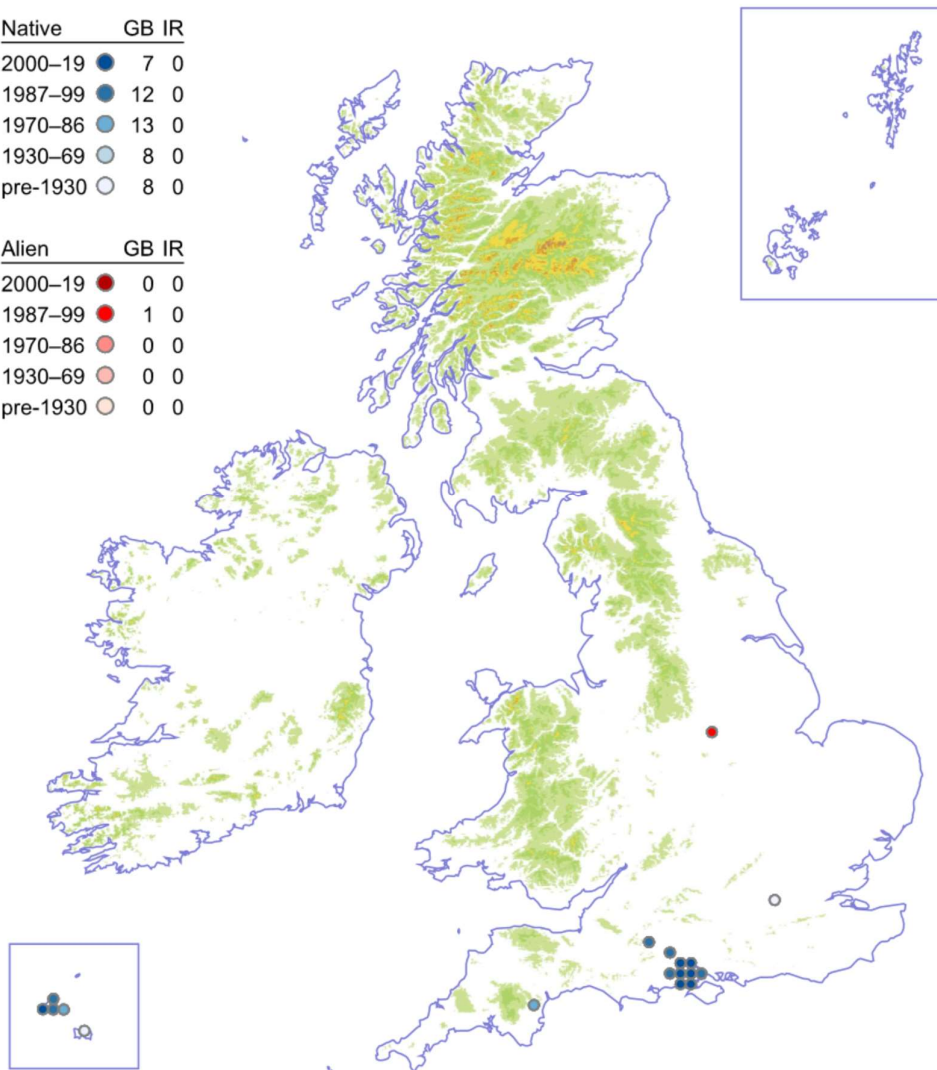 Native GB IR
2000–19 7 0
1987–99 12 0
1970–86 13 0
1930–69 8 0
pre-1930 8 0
Alien GB IR
2000–19 0 0
1987–99 1 0
1970–86 0 0
1930–69 0 0
pre-1930 0 0